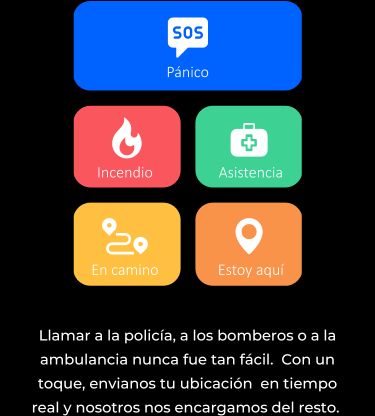 SOS
Pánico
Incendio
Asistencia
En camino
Estoy aquí
Llamar a la policía, a los bomberos o a la
ambulancia nunca fue tan fácil. Con un
toque, envianos tu ubicación en tiempo
real y nosotros nos encargamos del resto.